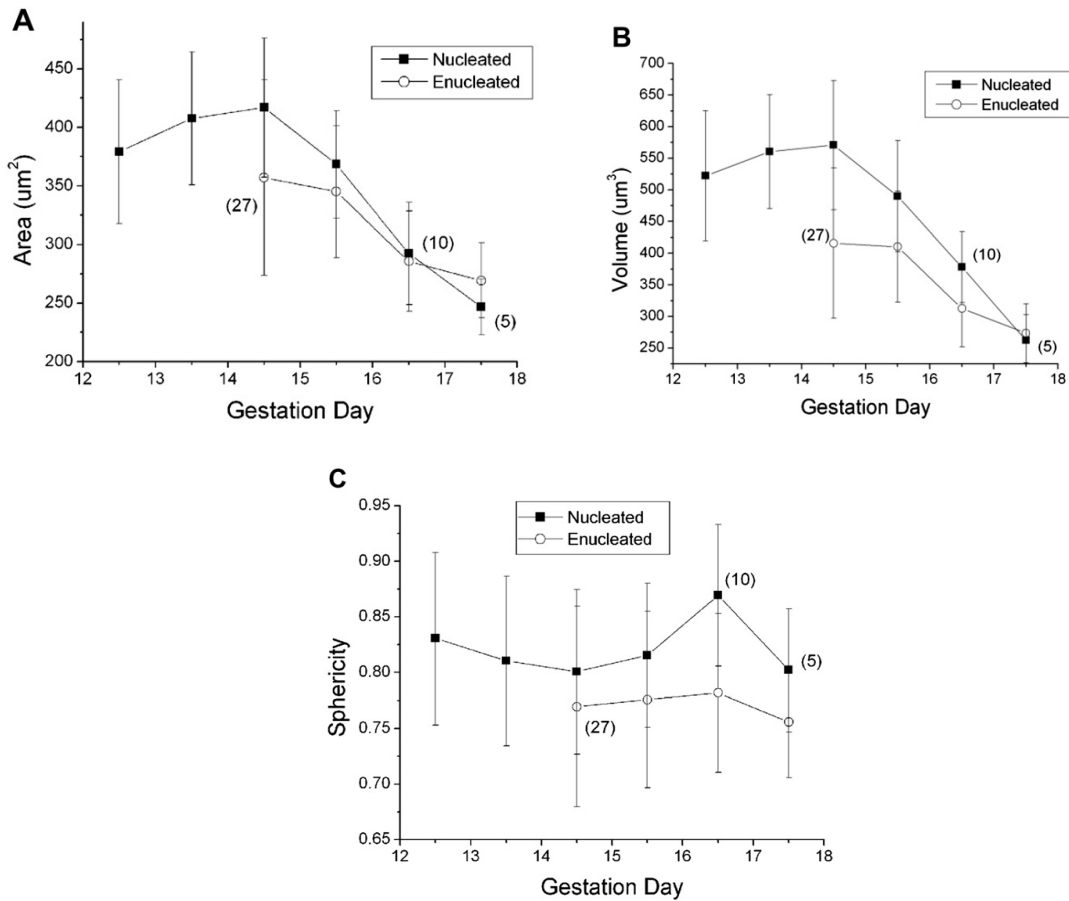 A
Nucleated
Enucleated
450
400
350
300
250
200
(27)
(10)
(5)
12 13 14 15 16 17 18
Area (um²)
Gestation Day
B
Nucleated
Enucleated
700
650
600
550
500
450
400
350
300
250
(27)
(10)
(5)
12 13 14 15 16 17 18
Volume (um³)
Gestation Day
C
Nucleated
Enucleated
0.95
0.90
0.85
0.80
0.75
0.70
0.65
(10)
(5)
(27)
12 13 14 15 16 17 18
Sphericity
Gestation Day